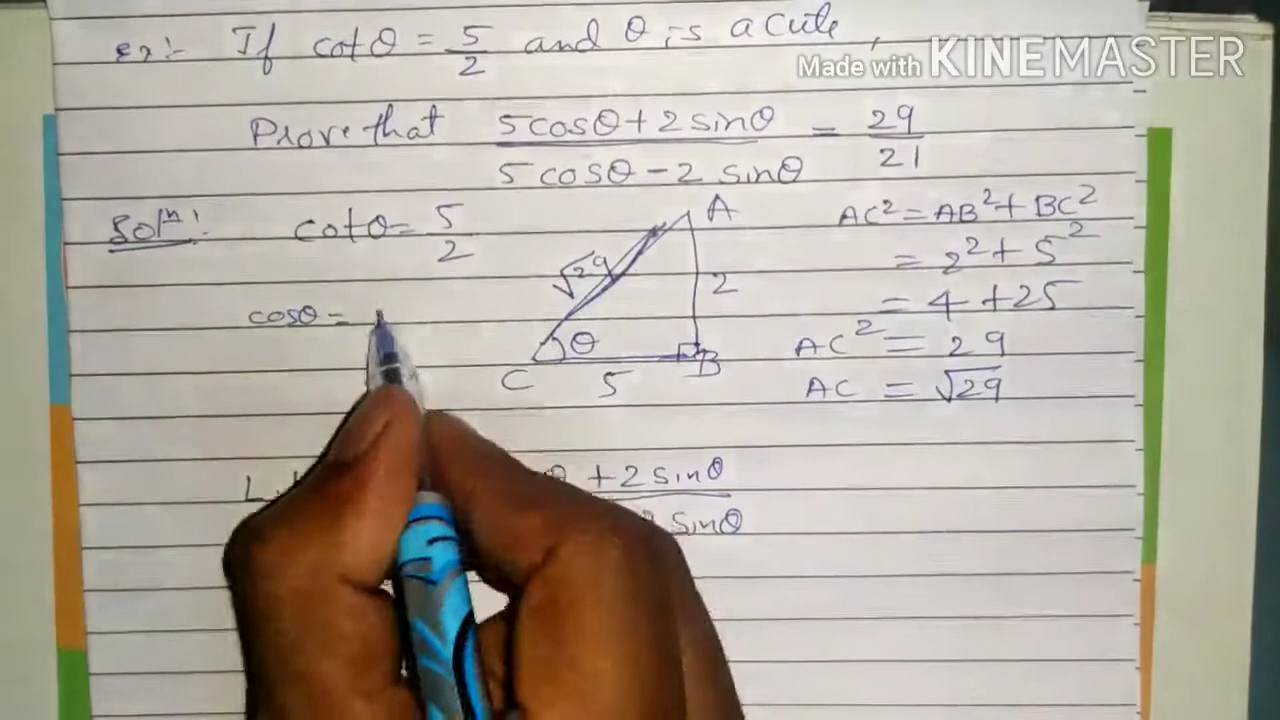 Ex:- If cotθ = 5/2 and θ is acute,
Made with KINEMASTER
Prove that 5cosθ+2sinθ / 5cosθ-2sinθ = 29/21
Solⁿ: cotθ = 5/2
A
AC² = AB² + BC²
= 2² + 5²
√29
2
= 4 + 25
cosθ =
θ
AC² = 29
C
5
B
AC = √29
θ + 2sinθ
sinθ